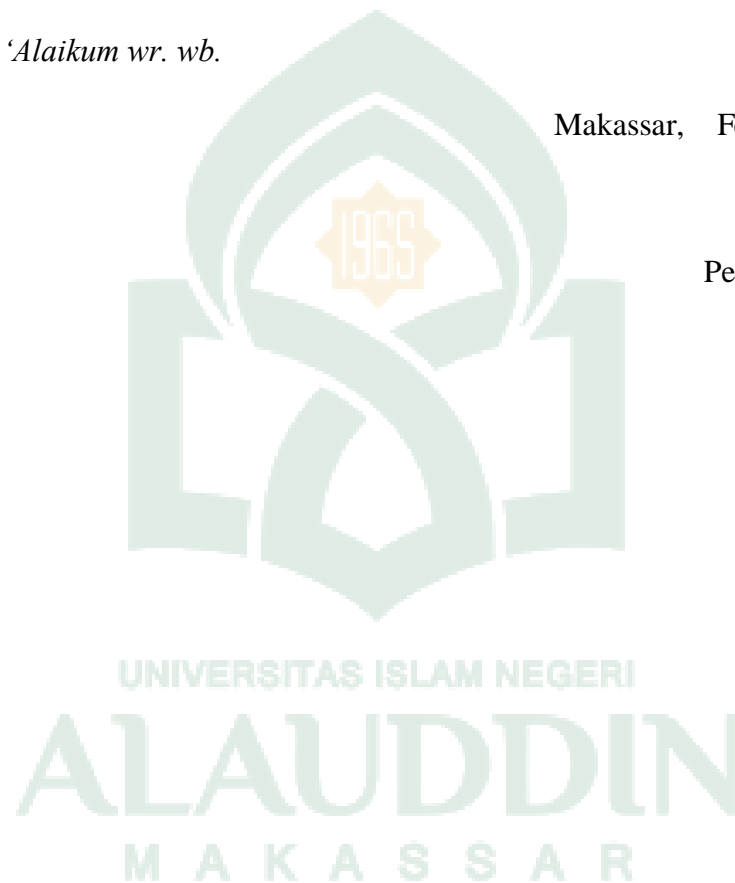 ‘Alaikum wr. wb.
Makassar,
1965
UNIVERSITAS ISLAM NEGERI
ALAUDDIN
MAKASSAR